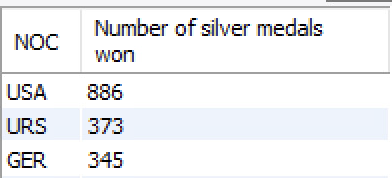 NOC Number of silver medals
won
USA 886
URS 373
GER 345